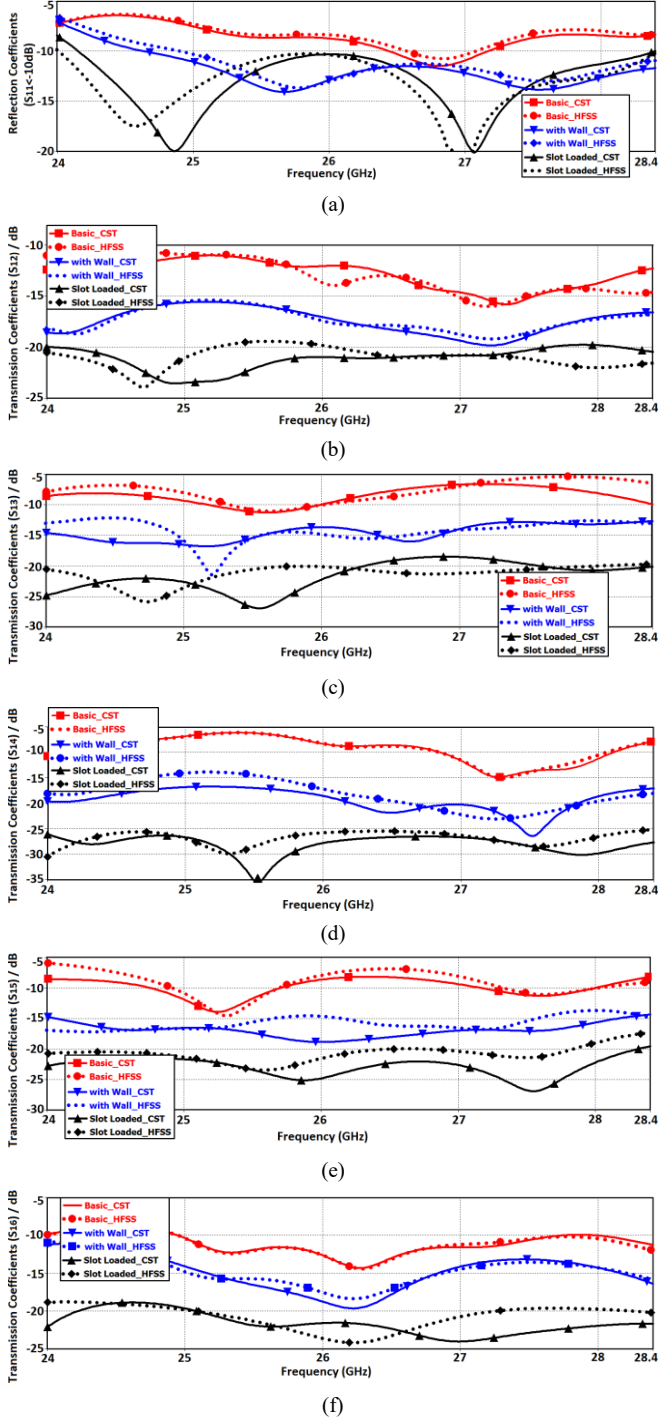 Reflection Coefficients
(S11<-10dB)
-5
-10
-15
-20
24
25
26
27
28.4
Frequency (GHz)
Basic_CST
Basic_HFSS
with Wall_CST
with Wall_HFSS
Slot Loaded_CST
Slot Loaded_HFSS
(a)
Transmission Coefficients (S12) / dB
-10
-15
-20
-25
24
25
26
27
28
28.4
Frequency (GHz)
Basic_CST
Basic_HFSS
with Wall_CST
with Wall_HFSS
Slot Loaded_CST
Slot Loaded_HFSS
(b)
Transmission Coefficients (S13) / dB
-5
-10
-15
-20
-25
-30
24
25
26
27
28.4
Frequency (GHz)
Basic_CST
Basic_HFSS
with Wall_CST
with Wall_HFSS
Slot Loaded_CST
Slot Loaded_HFSS
(c)
Transmission Coefficients (S14) / dB
-5
-10
-15
-20
-25
-30
-35
24
25
26
27
28
28.4
Frequency (GHz)
Basic_CST
Basic_HFSS
with Wall_CST
with Wall_HFSS
Slot Loaded_CST
Slot Loaded_HFSS
(d)
Transmission Coefficients (S15) / dB
-5
-10
-15
-20
-25
-30
24
25
26
27
28
28.4
Frequency (GHz)
Basic_CST
Basic_HFSS
with Wall_CST
with Wall_HFSS
Slot Loaded_CST
Slot Loaded_HFSS
(e)
Transmission Coefficients (S16) / dB
-5
-10
-15
-20
-25
24
25
26
27
28
28.4
Frequency (GHz)
Basic_CST
Basic_HFSS
with Wall_CST
with Wall_HFSS
Slot Loaded_CST
Slot Loaded_HFSS
(f)